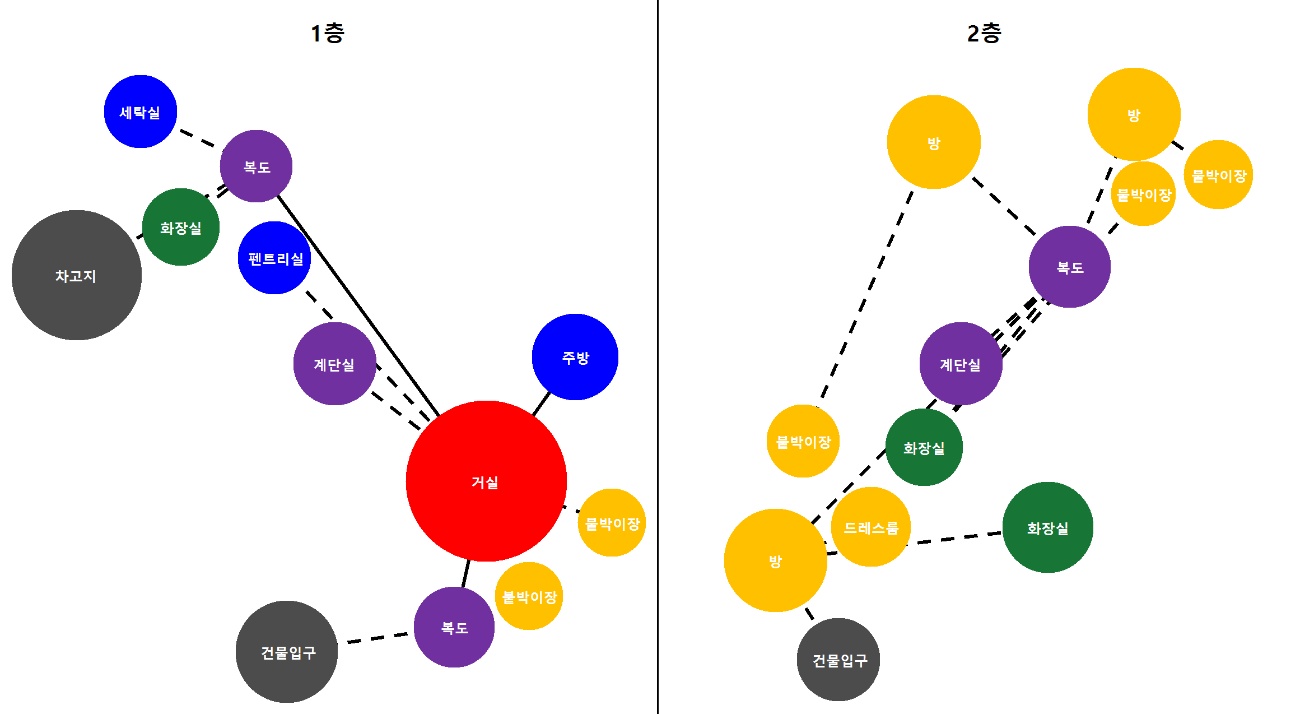 1층
세탁실
복도
화장실
차고지
펜트리실
계단실
주방
거실
붙박이장
붙박이장
복도
건물입구
2층
방
방
붙박이장
붙박이장
복도
계단실
붙박이장
화장실
드레스룸
화장실
방
건물입구